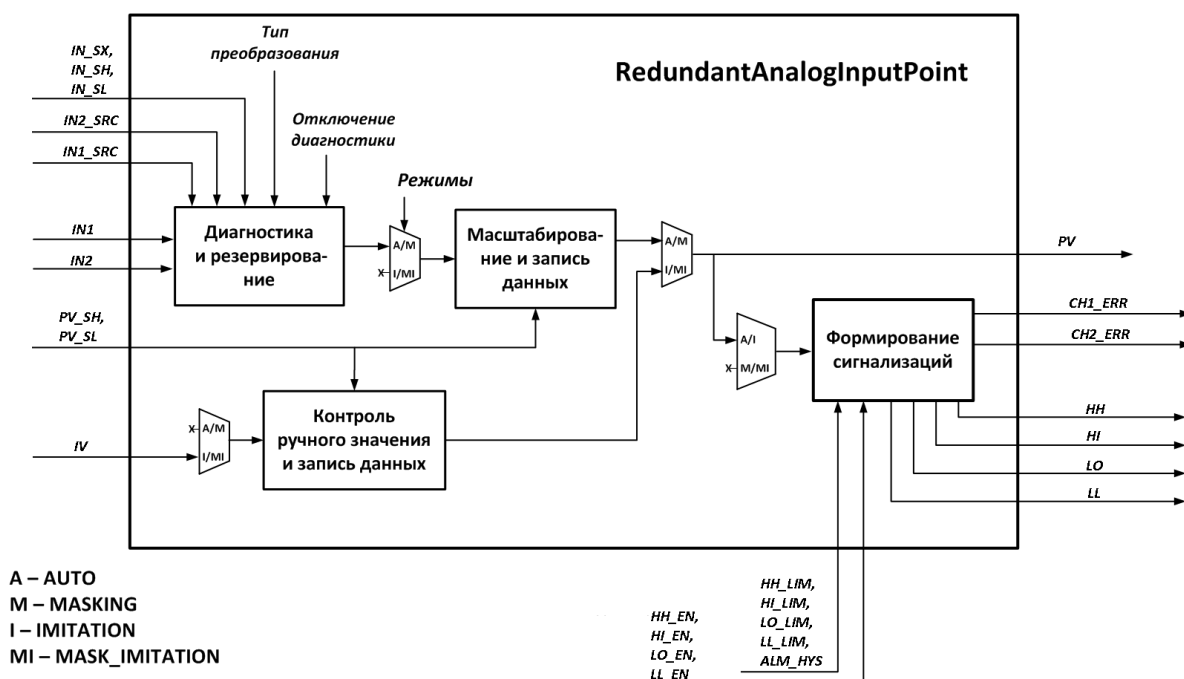 IN_SX,
IN_SH,
IN_SL
IN2_SRC
IN1_SRC
Тип
преобразования
Отключение
диагностики
RedundantAnalogInputPoint
Режимы
IN1
IN2
Диагностика
и резервирова-
ние
A/M
X
I/MI
Масштабирова-
ние и запись
данных
A/M
I/MI
PV
PV_SH,
PV_SL
A/I
X
M/MI
Формирование
сигнализаций
CH1_ERR
CH2_ERR
HH
HI
LO
LL
IV
X
A/M
I/MI
Контроль
ручного значения
и запись данных
A – AUTO
M – MASKING
I – IMITATION
MI – MASK_IMITATION
HH_EN,
HI_EN,
LO_EN,
LL_EN
HH_LIM,
HI_LIM,
LO_LIM,
LL_LIM,
ALM_HYS